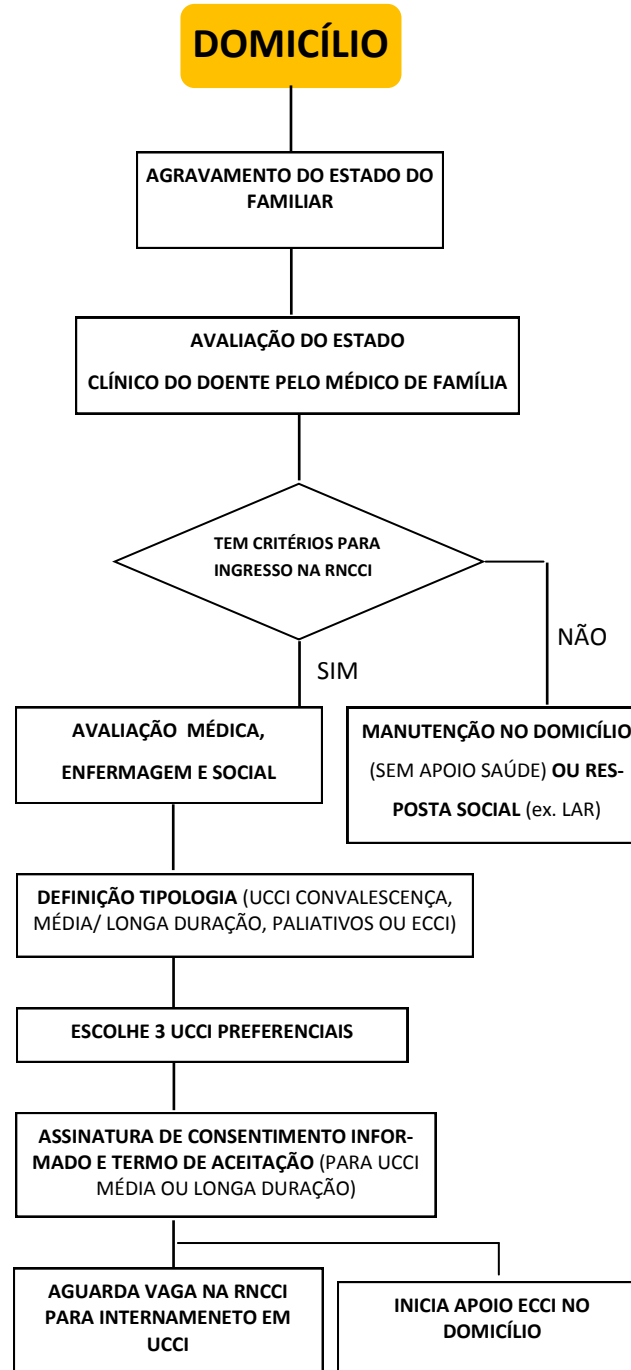 DOMICÍLIO
AGRAVAMENTO DO ESTADO DO
FAMILIAR
AVALIAÇÃO DO ESTADO
CLÍNICO DO DOENTE PELO MÉDICO DE FAMÍLIA
TEM CRITÉRIOS PARA
INGRESSO NA RNCCI
NÃO
SIM
AVALIAÇÃO MÉDICA,
ENFERMAGEM E SOCIAL
MANUTENÇÃO NO DOMICÍLIO
(SEM APOIO SAÚDE) OU RES-
POSTA SOCIAL (ex. LAR)
DEFINIÇÃO TIPOLOGIA (UCCI CONVALESCENÇA,
MÉDIA/ LONGA DURAÇÃO, PALIATIVOS OU ECCI)
ESCOLHE 3 UCCI PREFERENCIAIS
ASSINATURA DE CONSENTIMENTO INFOR-
MADO E TERMO DE ACEITAÇÃO (PARA UCCI
MÉDIA OU LONGA DURAÇÃO)
AGUARDA VAGA NA RNCCI
PARA INTERNAMENETO EM
UCCI
INICIA APOIO ECCI NO
DOMICÍLIO